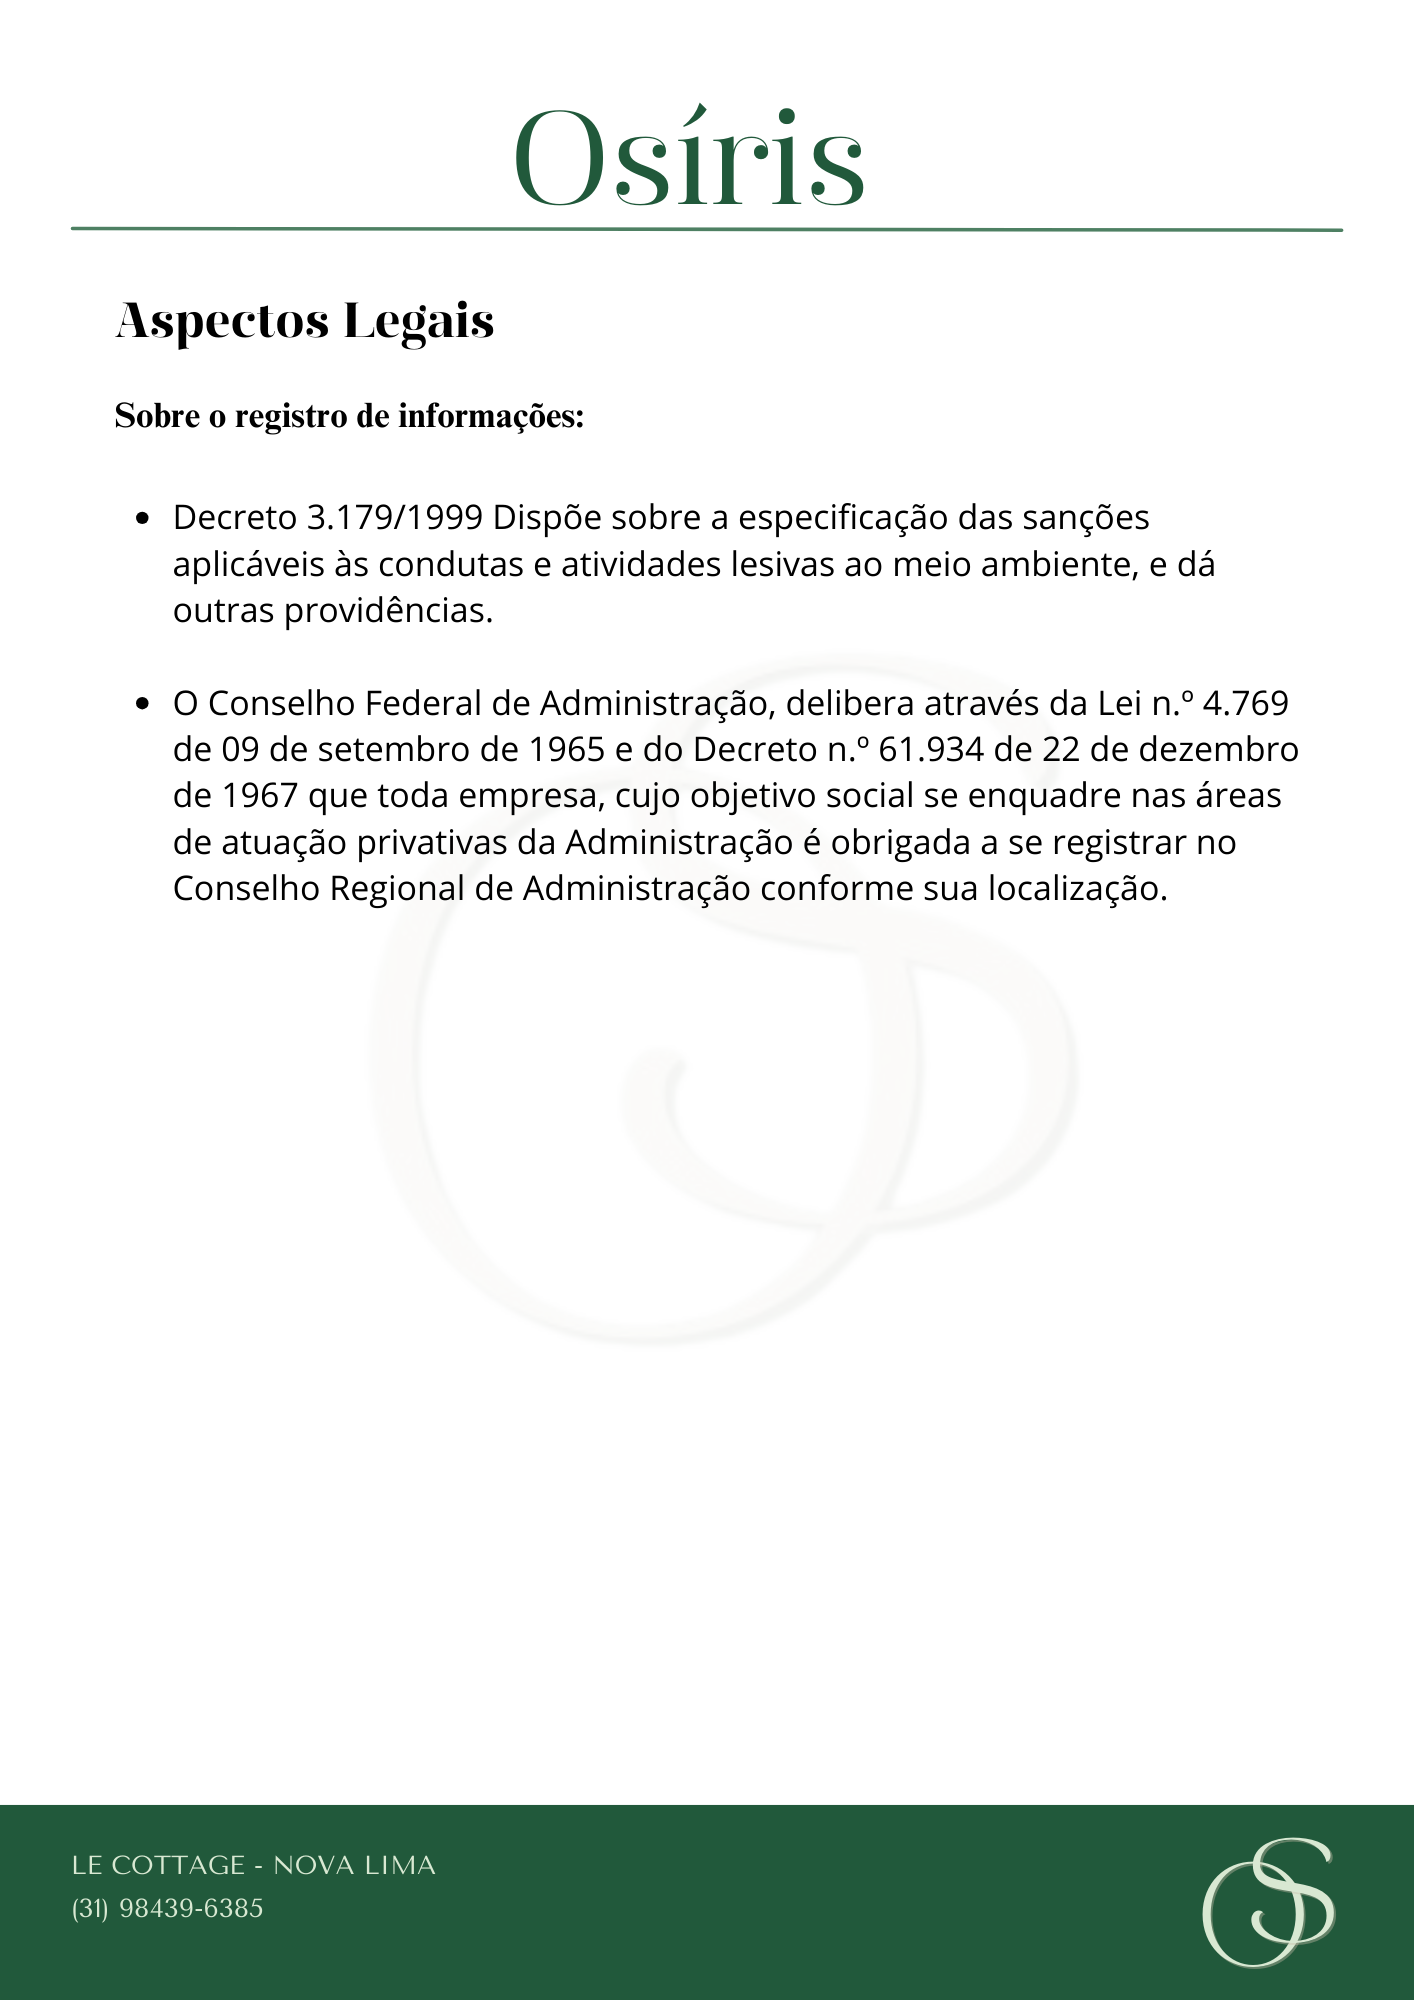 Osíris
Aspectos Legais
Sobre o registro de informações:
• Decreto 3.179/1999 Dispõe sobre a especificação das sanções
aplicáveis às condutas e atividades lesivas ao meio ambiente, e dá
outras providências.
• O Conselho Federal de Administração, delibera através da Lei n.º 4.769
de 09 de setembro de 1965 e do Decreto n.º 61.934 de 22 de dezembro
de 1967 que toda empresa, cujo objetivo social se enquadre nas áreas
de atuação privativas da Administração é obrigada a se registrar no
Conselho Regional de Administração conforme sua localização.
LE COTTAGE - NOVA LIMA
(31) 98439-6385
OS